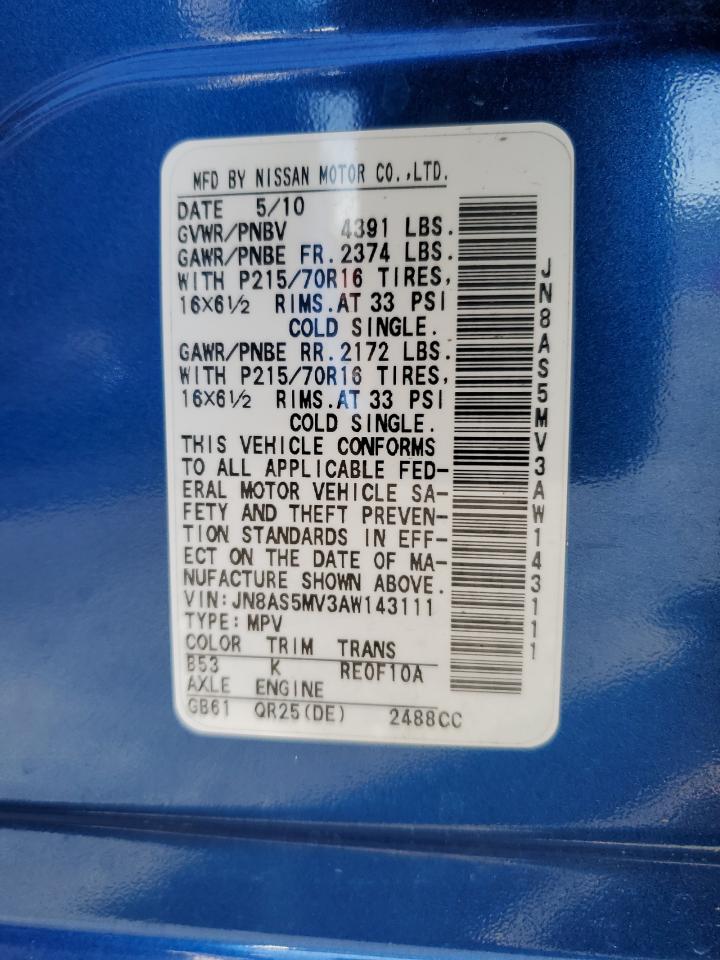 MFD BY NISSAN MOTOR CO.,LTD.
DATE 5/10
GVWR/PNBV 4391 LBS.
GAWR/PNBE FR. 2374 LBS.
WITH P215/70R16 TIRES,
16X6½ RIMS.AT 33 PSI
COLD SINGLE.
GAWR/PNBE RR. 2172 LBS.
WITH P215/70R16 TIRES,
16X6½ RIMS.AT 33 PSI
COLD SINGLE.
THIS VEHICLE CONFORMS
TO ALL APPLICABLE FED-
ERAL MOTOR VEHICLE SA-
FETY AND THEFT PREVEN-
TION STANDARDS IN EFF-
ECT ON THE DATE OF MA-
NUFACTURE SHOWN ABOVE.
VIN:JN8AS5MV3AW143111
TYPE:MPV
COLOR TRIM TRANS
B53 K RE0F10A
AXLE ENGINE
GB61 QR25(DE) 2488CC
JN8AS5MV3AW143111